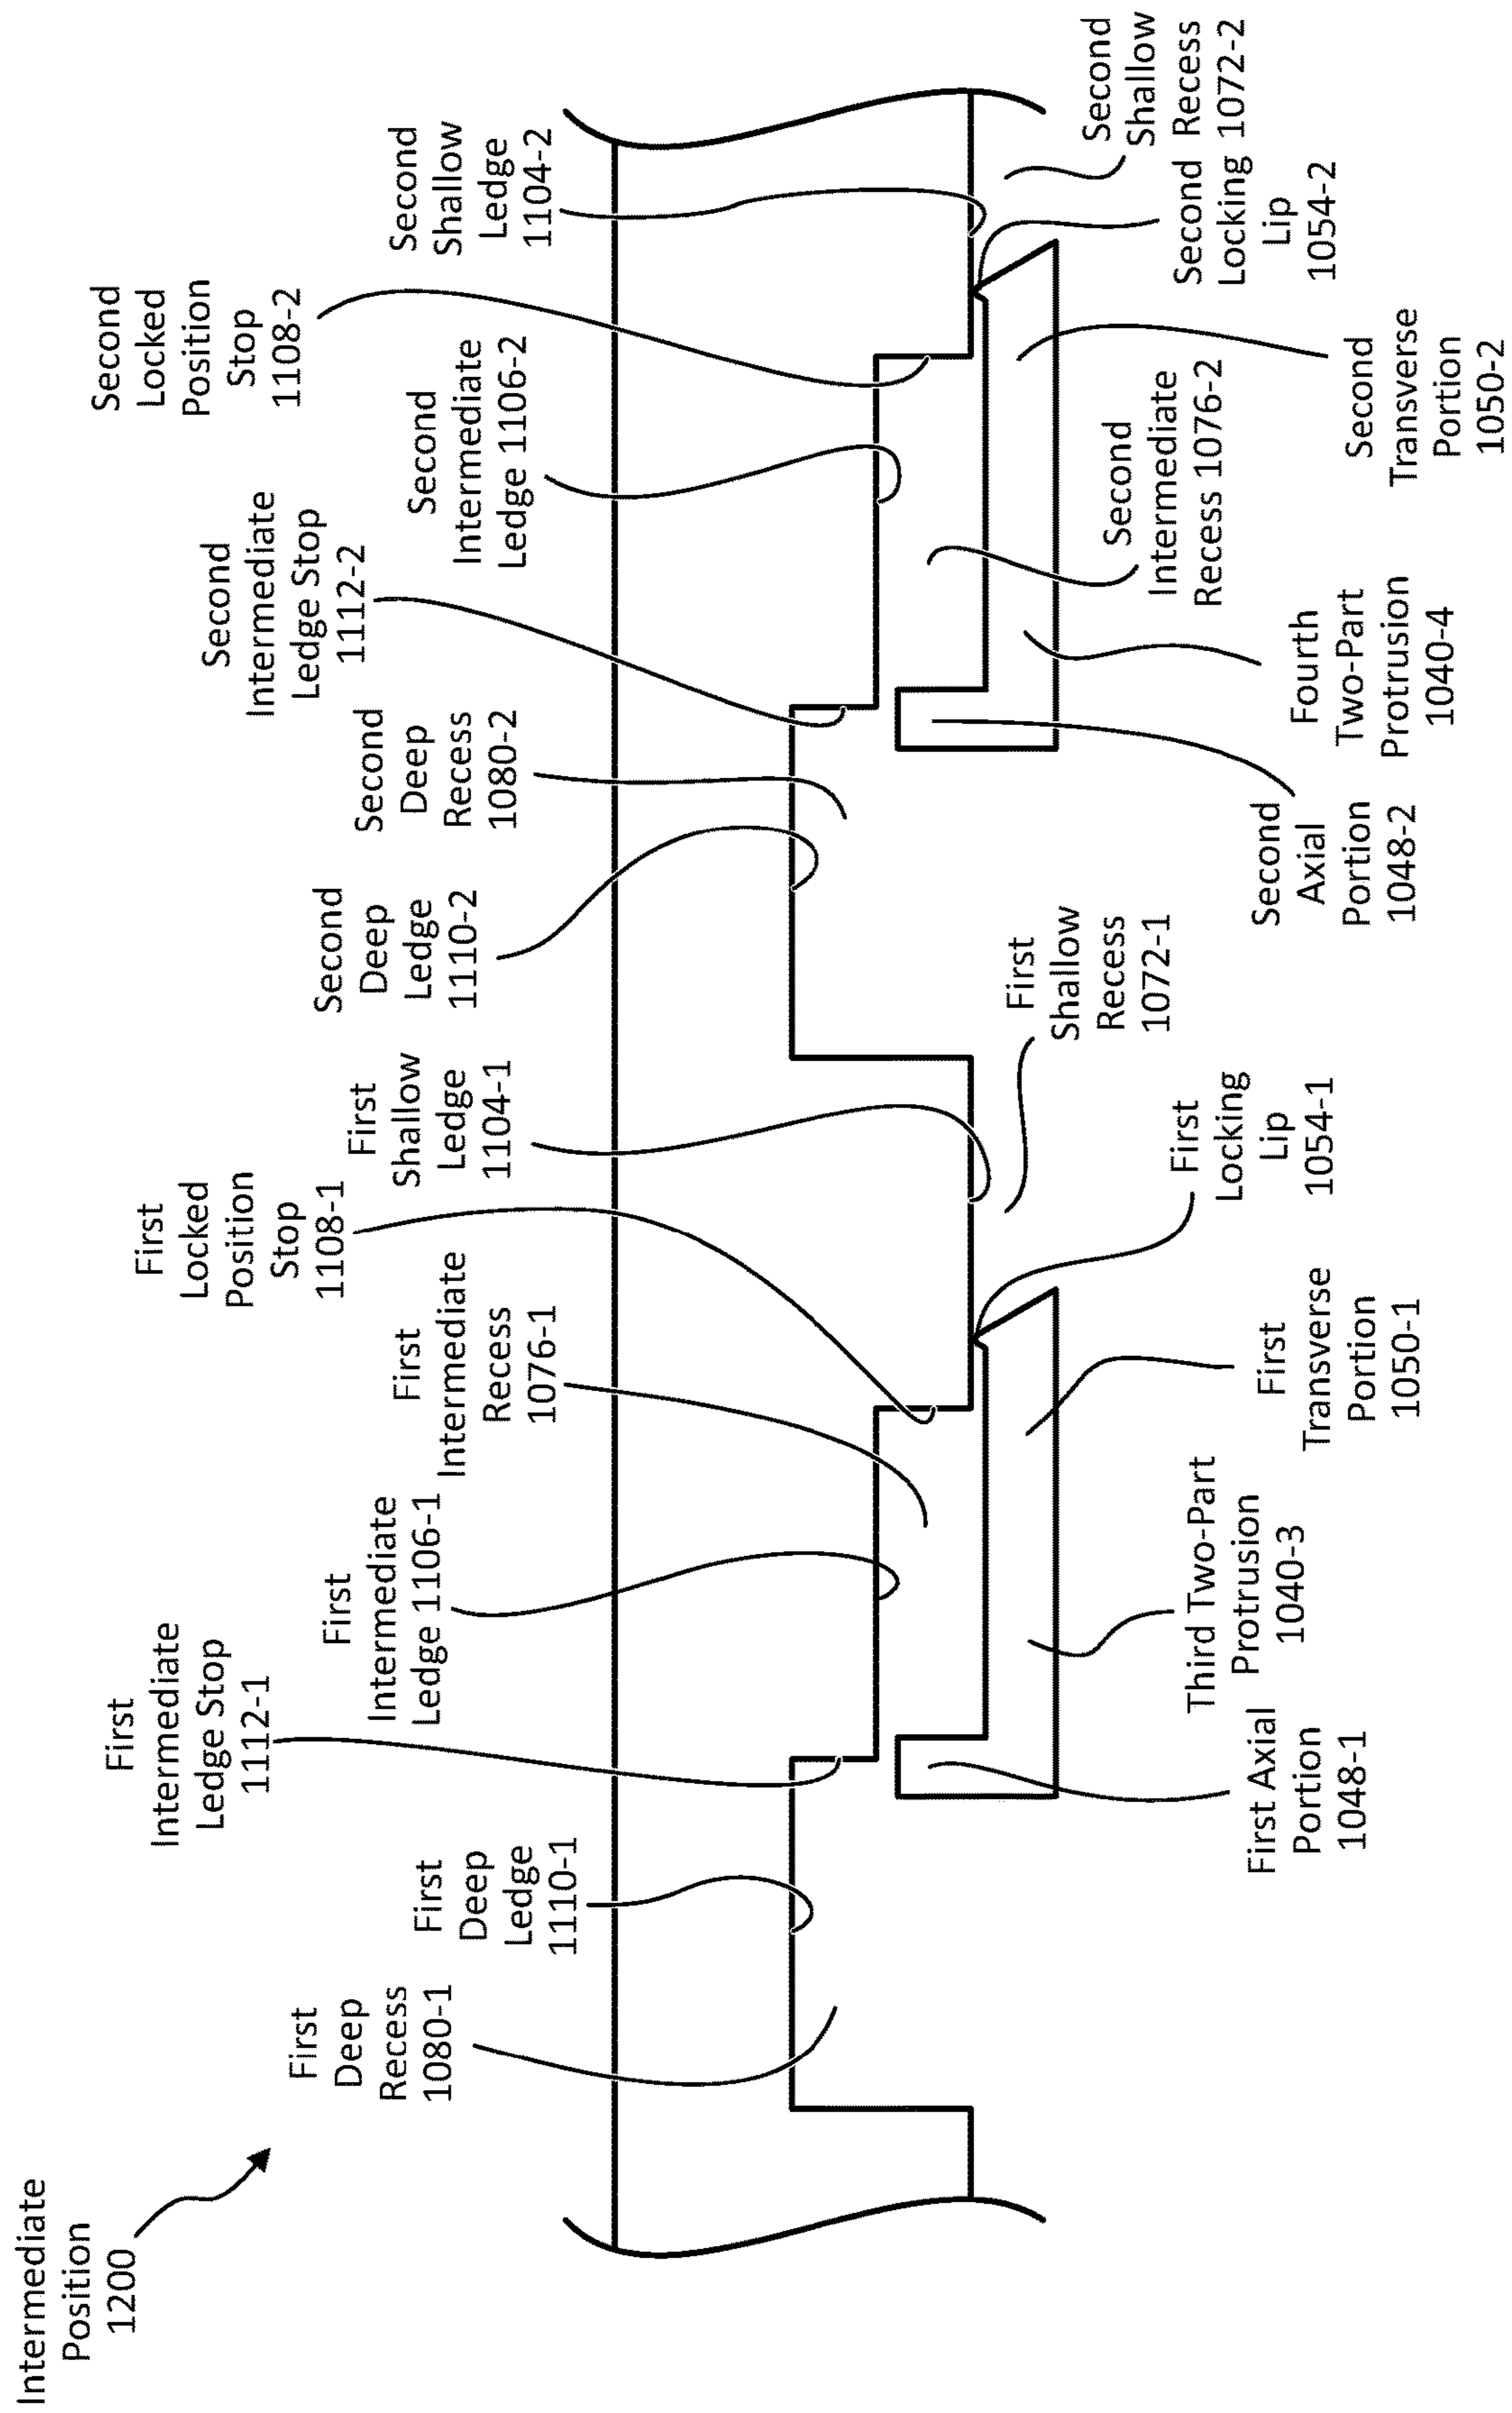 Intermediate
Position
1200
First
Deep
Recess
1080-1
First
Deep
Ledge
1110-1
First
Intermediate
Ledge Stop
1112-1
First
Intermediate
Ledge 1106-1
First
Intermediate
Recess
1076-1
First
Locked
Position
Stop
1108-1
First
Shallow
Ledge
1104-1
Second
Deep
Ledge
1110-2
Second
Deep
Recess
1080-2
Second
Intermediate
Ledge Stop
1112-2
Second
Intermediate
Ledge 1106-2
Second
Locked
Position
Stop
1108-2
Second
Shallow
Ledge
1104-2
First Axial
Portion
1048-1
Third Two-Part
Protrusion
1040-3
First
Transverse
Portion
1050-1
First
Locking
Lip
1054-1
First
Shallow
Recess
1072-1
Second
Axial
Portion
1048-2
Fourth
Two-Part
Protrusion
1040-4
Second
Intermediate
Recess 1076-2
Second
Transverse
Portion
1050-2
Second
Locking
Lip
1054-2
Second
Shallow
Recess
1072-2